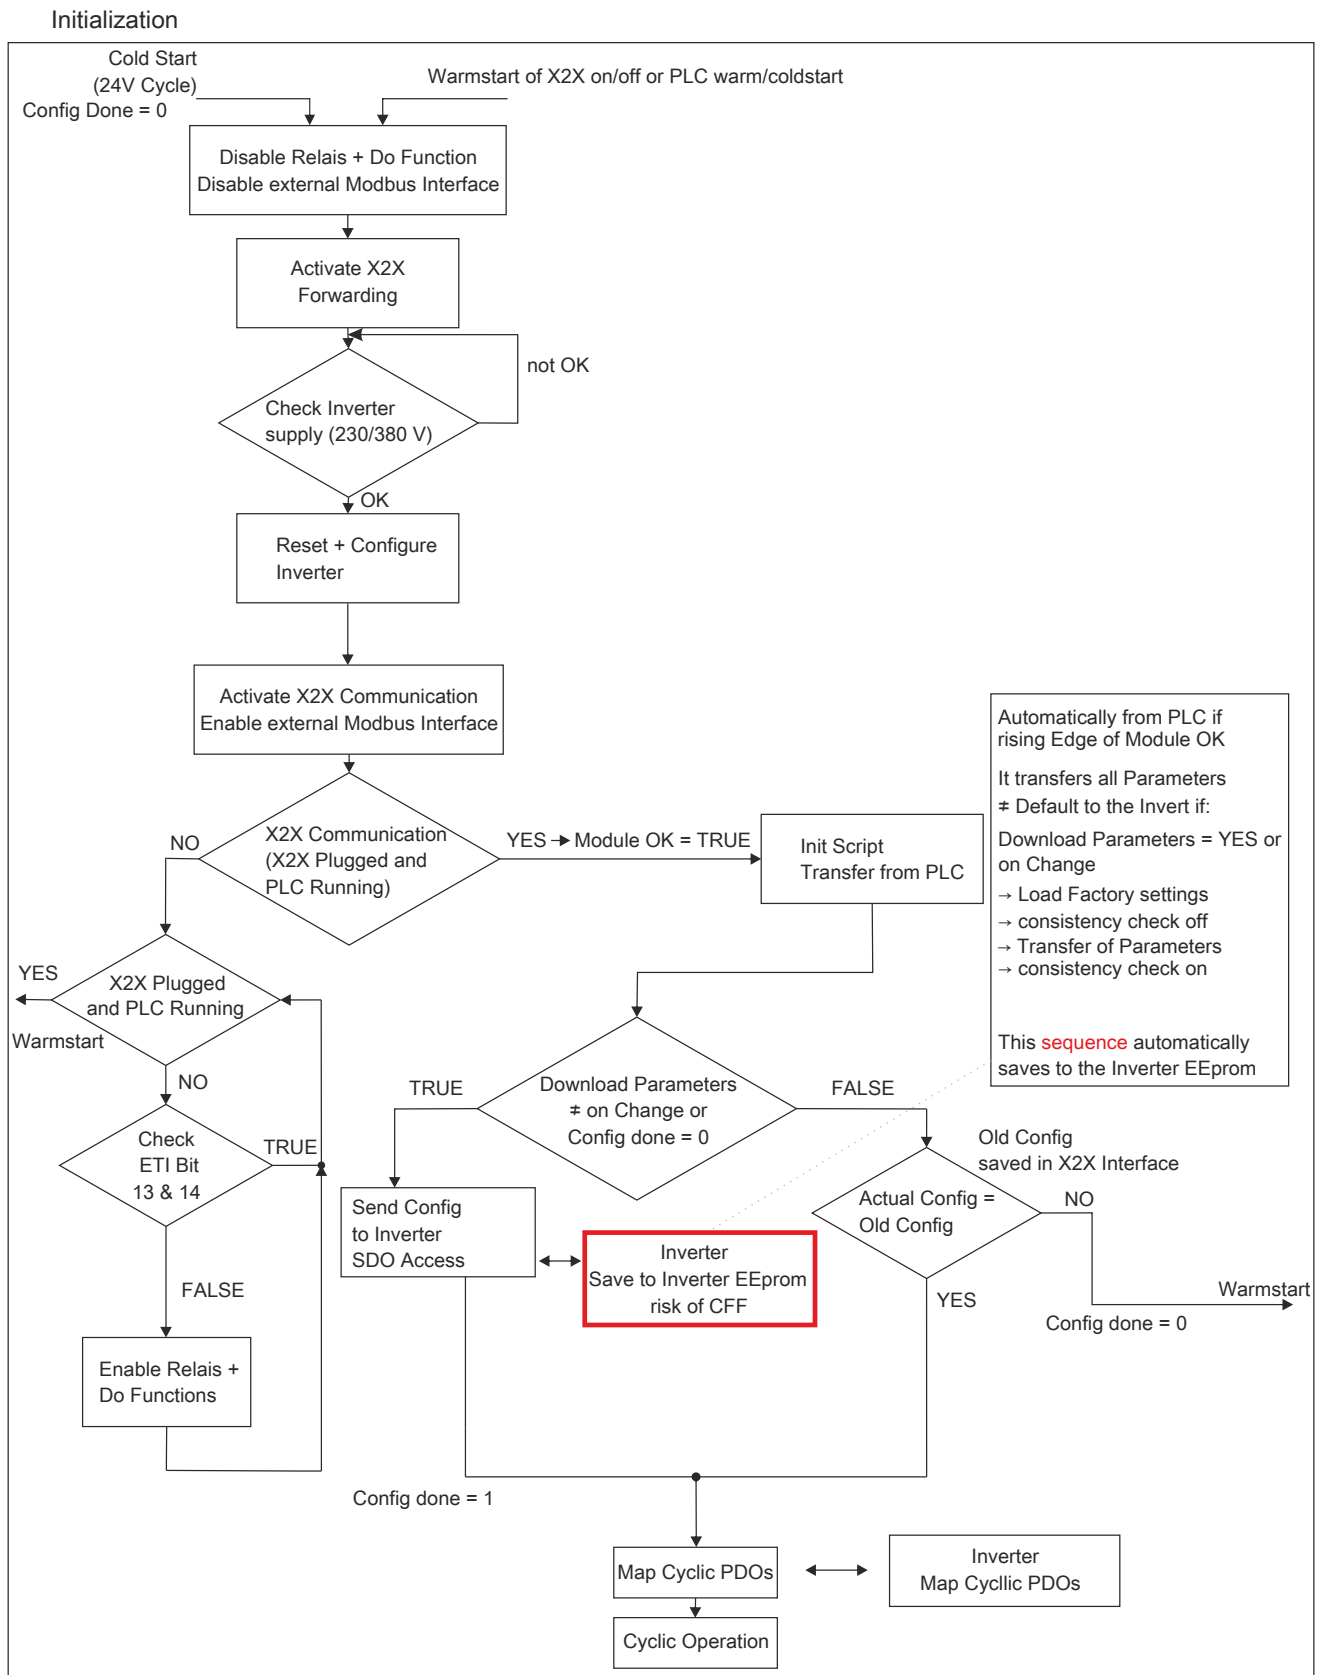 Initialization
Cold Start
(24V Cycle)
Config Done = 0
Warmstart of X2X on/off or PLC warm/coldstart
Disable Relais + Do Function
Disable external Modbus Interface
Activate X2X
Forwarding
not OK
Check Inverter
supply (230/380 V)
OK
Reset + Configure
Inverter
Activate X2X Communication
Enable external Modbus Interface
Automatically from PLC if
rising Edge of Module OK
It transfers all Parameters
≠ Default to the Invert if:
Download Parameters = YES or
on Change
→ Load Factory settings
→ consistency check off
→ Transfer of Parameters
→ consistency check on
This sequence automatically
saves to the Inverter EEprom
NO
X2X Communication
(X2X Plugged and
PLC Running)
YES → Module OK = TRUE
Init Script
Transfer from PLC
YES
X2X Plugged
and PLC Running
Warmstart
NO
Check
ETI Bit
13 & 14
TRUE
FALSE
Enable Relais +
Do Functions
TRUE
Download Parameters
≠ on Change or
Config done = 0
FALSE
Send Config
to Inverter
SDO Access
Inverter
Save to Inverter EEprom
risk of CFF
Old Config
saved in X2X Interface
Actual Config =
Old Config
NO
YES
Warmstart
Config done = 0
Config done = 1
Map Cyclic PDOs
Inverter
Map Cycllic PDOs
Cyclic Operation